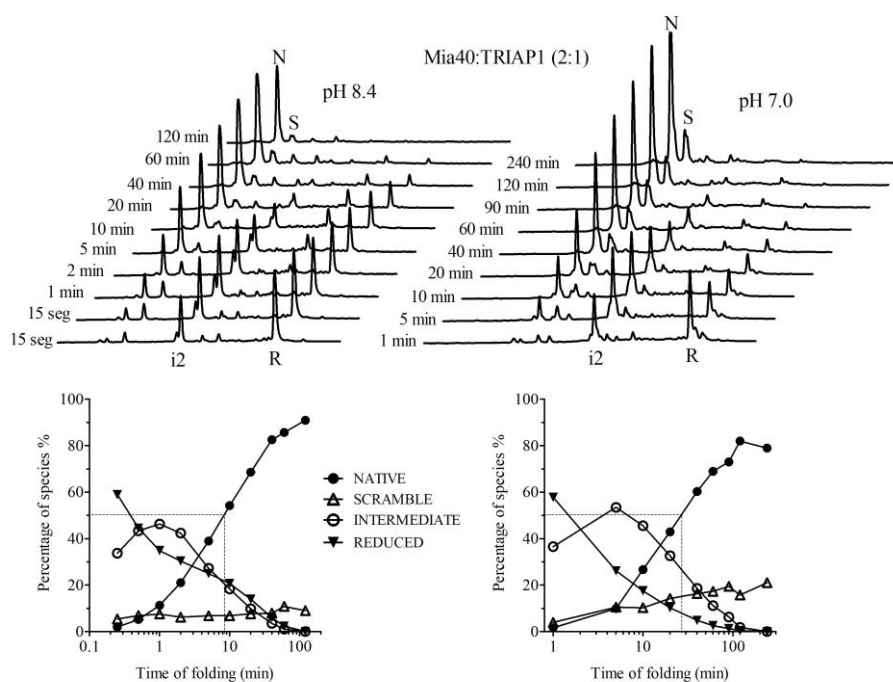 Mia40:TRIAP1 (2:1)
pH 8.4
N
S
120 min
60 min
40 min
20 min
10 min
5 min
2 min
1 min
15 seg
15 seg
i2
R
pH 7.0
N
S
240 min
120 min
90 min
60 min
40 min
20 min
10 min
5 min
1 min
i2
R
Percentage of species %
100
80
60
40
20
0
0.1
1
10
100
Time of folding (min)
NATIVE
SCRAMBLE
INTERMEDIATE
REDUCED
Percentage of species %
100
80
60
40
20
0
1
10
100
Time of folding (min)